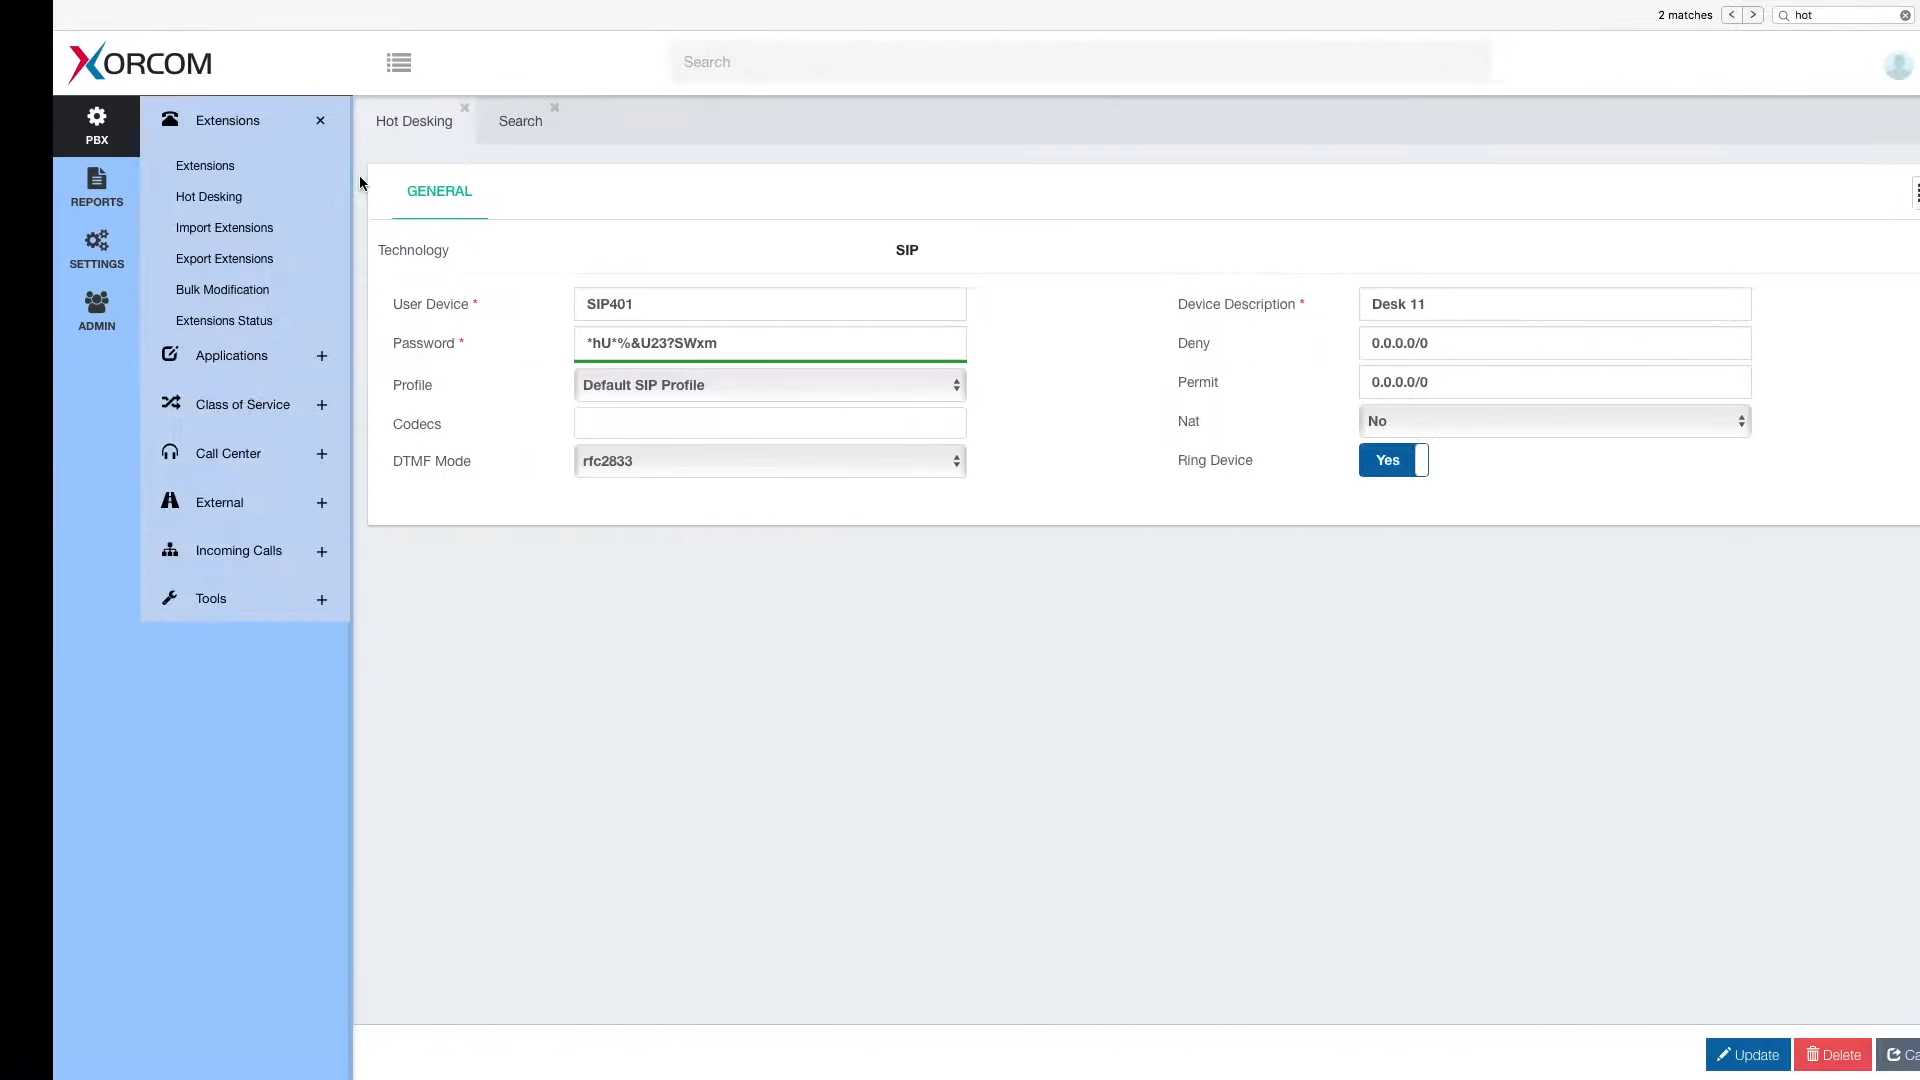 2 matches
hot
XORCOM
Search
PBX
REPORTS
SETTINGS
ADMIN
Extensions
Extensions
Hot Desking
Import Extensions
Export Extensions
Bulk Modification
Extensions Status
Applications
Class of Service
Call Center
External
Incoming Calls
Tools
Hot Desking
Search
GENERAL
Technology SIP
User Device * SIP401
Password * *hU*%&U23?SWxm
Profile Default SIP Profile
Codecs
DTMF Mode rfc2833
Device Description * Desk 11
Deny 0.0.0.0/0
Permit 0.0.0.0/0
Nat No
Ring Device Yes
Update
Delete
Ca